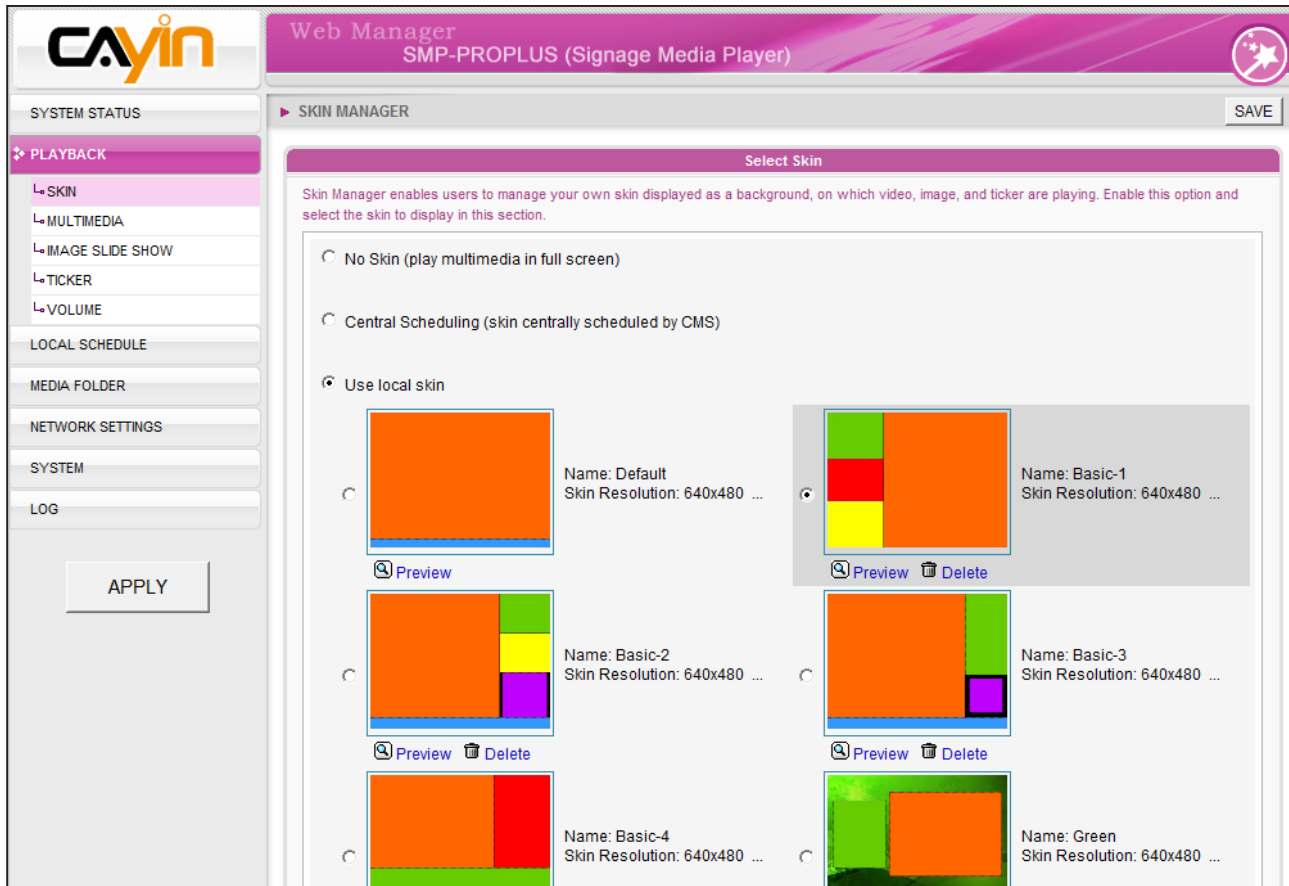 CAYIN
Web Manager
SMP-PROPLUS (Signage Media Player)
SYSTEM STATUS
PLAYBACK
SKIN
MULTIMEDIA
IMAGE SLIDE SHOW
TICKER
VOLUME
LOCAL SCHEDULE
MEDIA FOLDER
NETWORK SETTINGS
SYSTEM
LOG
APPLY
SKIN MANAGER
SAVE
Select Skin
Skin Manager enables users to manage your own skin displayed as a background, on which video, image, and ticker are playing. Enable this option and
select the skin to display in this section.
No Skin (play multimedia in full screen)
Central Scheduling (skin centrally scheduled by CMS)
Use local skin
Name: Default
Skin Resolution: 640x480 ...
Preview
Name: Basic-1
Skin Resolution: 640x480 ...
Preview Delete
Name: Basic-2
Skin Resolution: 640x480 ...
Preview Delete
Name: Basic-3
Skin Resolution: 640x480 ...
Preview Delete
Name: Basic-4
Skin Resolution: 640x480 ...
Name: Green
Skin Resolution: 640x480 ...